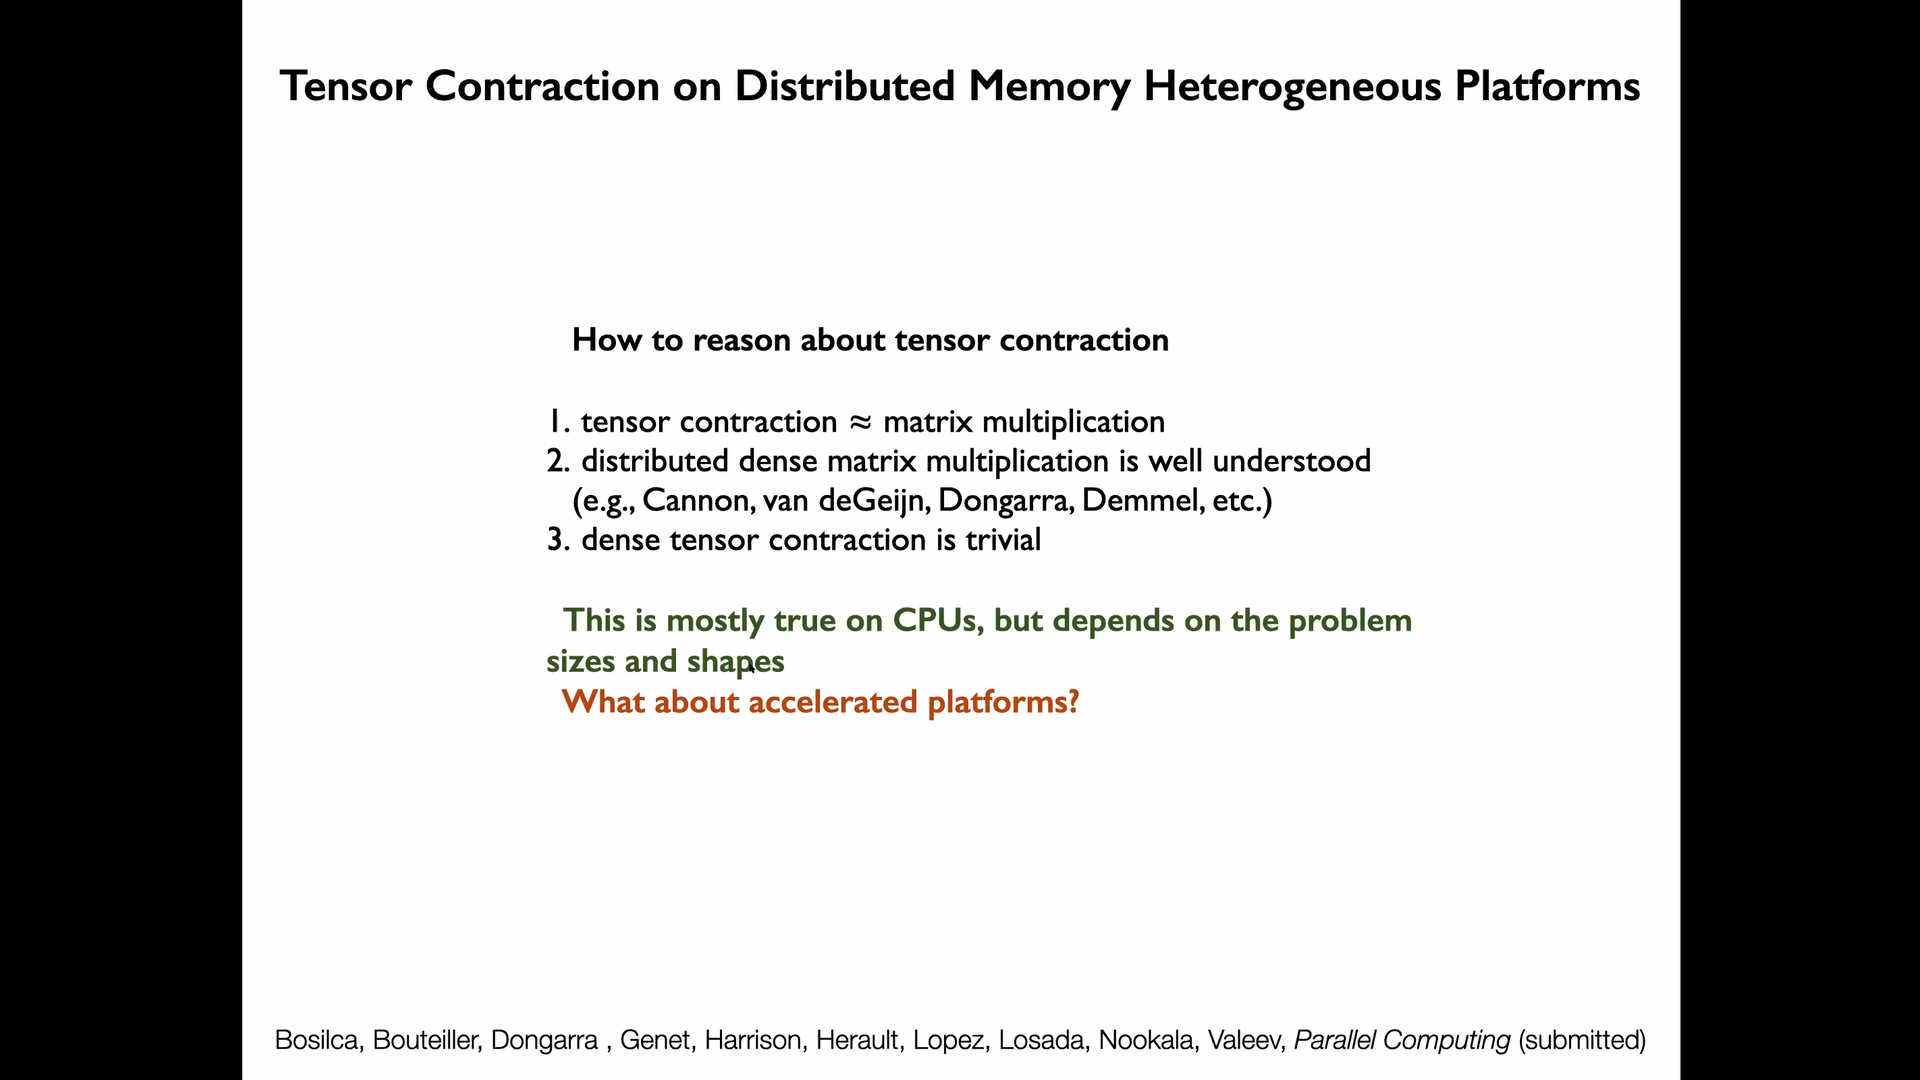 Tensor Contraction on Distributed Memory Heterogeneous Platforms
How to reason about tensor contraction
1. tensor contraction ≈ matrix multiplication
2. distributed dense matrix multiplication is well understood
(e.g., Cannon, van deGeijn, Dongarra, Demmel, etc.)
3. dense tensor contraction is trivial
This is mostly true on CPUs, but depends on the problem
sizes and shapes
What about accelerated platforms?
Bosilca, Bouteiller, Dongarra , Genet, Harrison, Herault, Lopez, Losada, Nookala, Valeev, Parallel Computing (submitted)